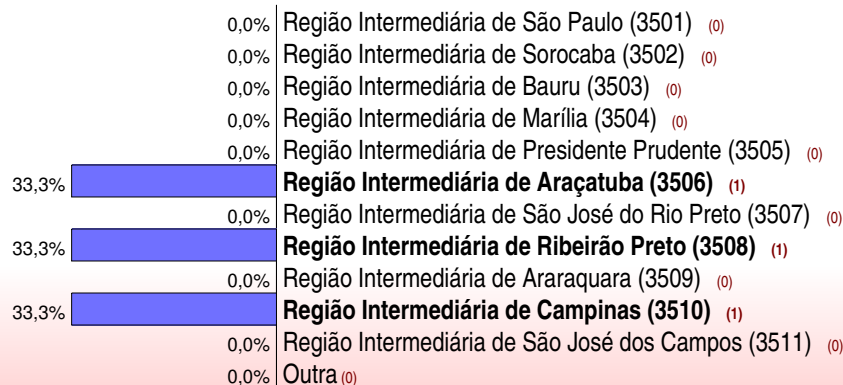 0,0% Região Intermediária de São Paulo (3501) (0)
0,0% Região Intermediária de Sorocaba (3502) (0)
0,0% Região Intermediária de Bauru (3503) (0)
0,0% Região Intermediária de Marília (3504) (0)
0,0% Região Intermediária de Presidente Prudente (3505) (0)
33,3% Região Intermediária de Araçatuba (3506) (1)
0,0% Região Intermediária de São José do Rio Preto (3507) (0)
33,3% Região Intermediária de Ribeirão Preto (3508) (1)
0,0% Região Intermediária de Araraquara (3509) (0)
33,3% Região Intermediária de Campinas (3510) (1)
0,0% Região Intermediária de São José dos Campos (3511) (0)
0,0% Outra (0)